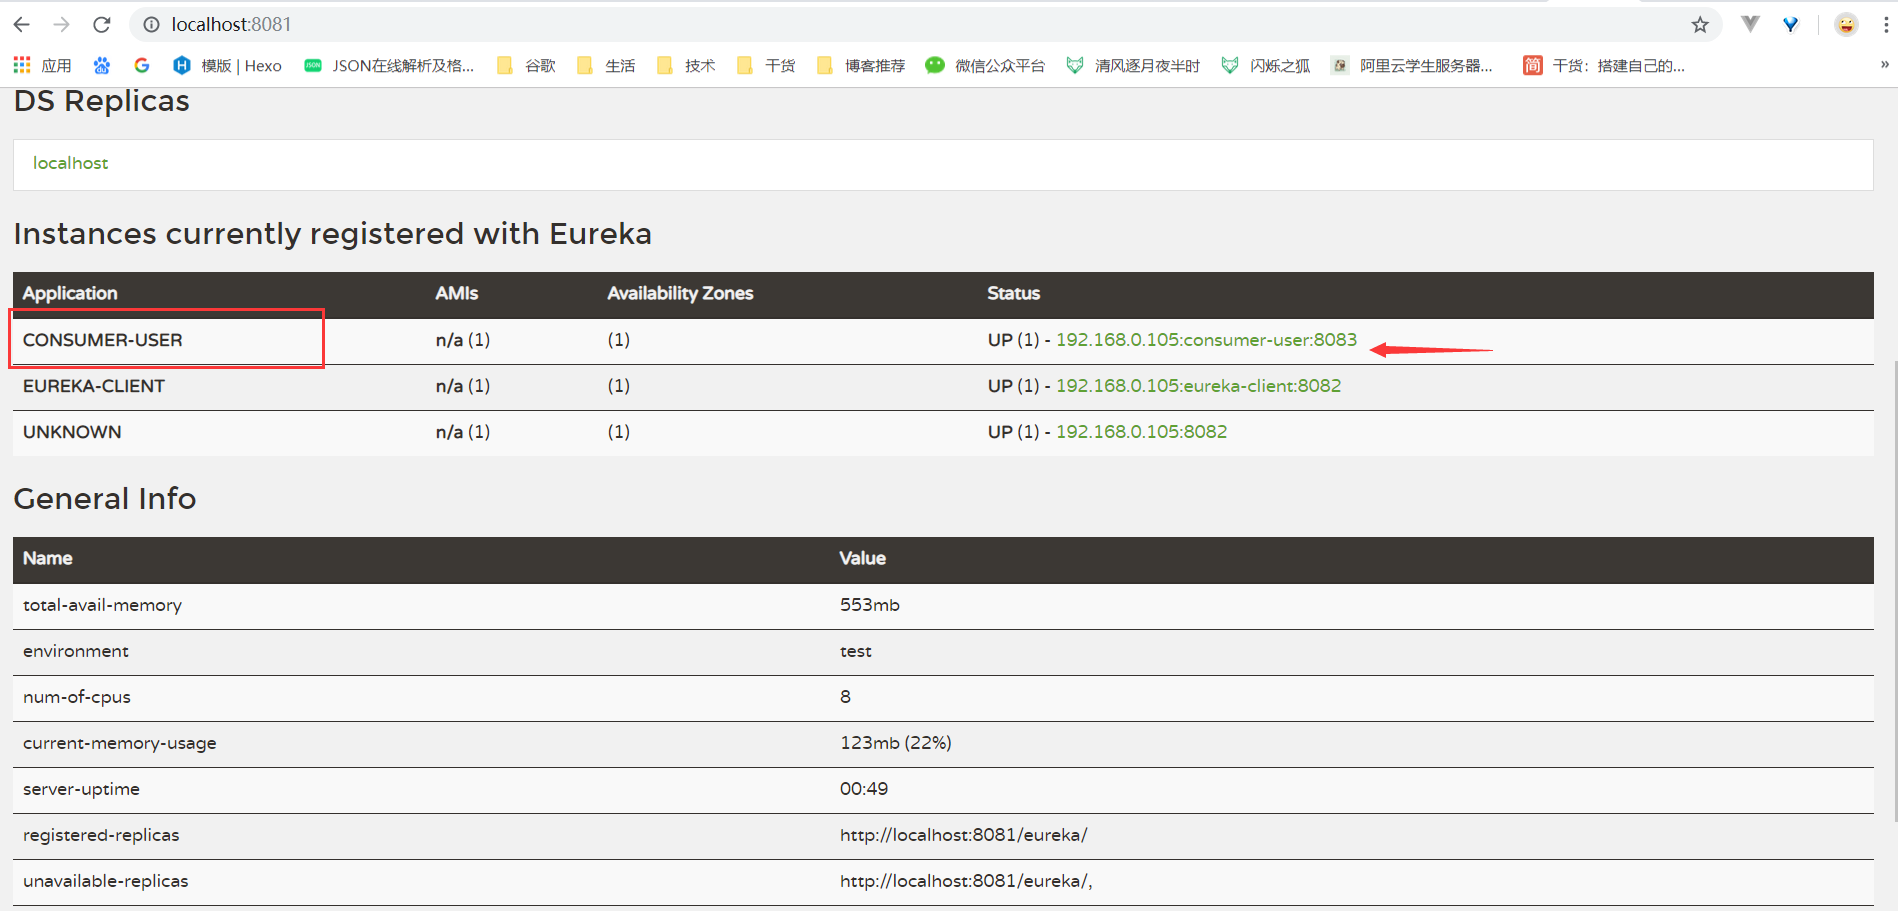 localhost:8081
应用 模版 | Hexo JSON JSON在线解析及格... 谷歌 生活 技术 干货 博客推荐 微信公众平台 清风逐月夜半时 闪烁之狐 阿里云学生服务器... 简 干货：搭建自己的... »
DS Replicas
localhost
Instances currently registered with Eureka
Application AMIs Availability Zones Status
CONSUMER-USER n/a (1) (1) UP (1) - 192.168.0.105:consumer-user:8083
EUREKA-CLIENT n/a (1) (1) UP (1) - 192.168.0.105:eureka-client:8082
UNKNOWN n/a (1) (1) UP (1) - 192.168.0.105:8082
General Info
Name Value
total-avail-memory 553mb
environment test
num-of-cpus 8
current-memory-usage 123mb (22%)
server-uptime 00:49
registered-replicas http://localhost:8081/eureka/
unavailable-replicas http://localhost:8081/eureka/,